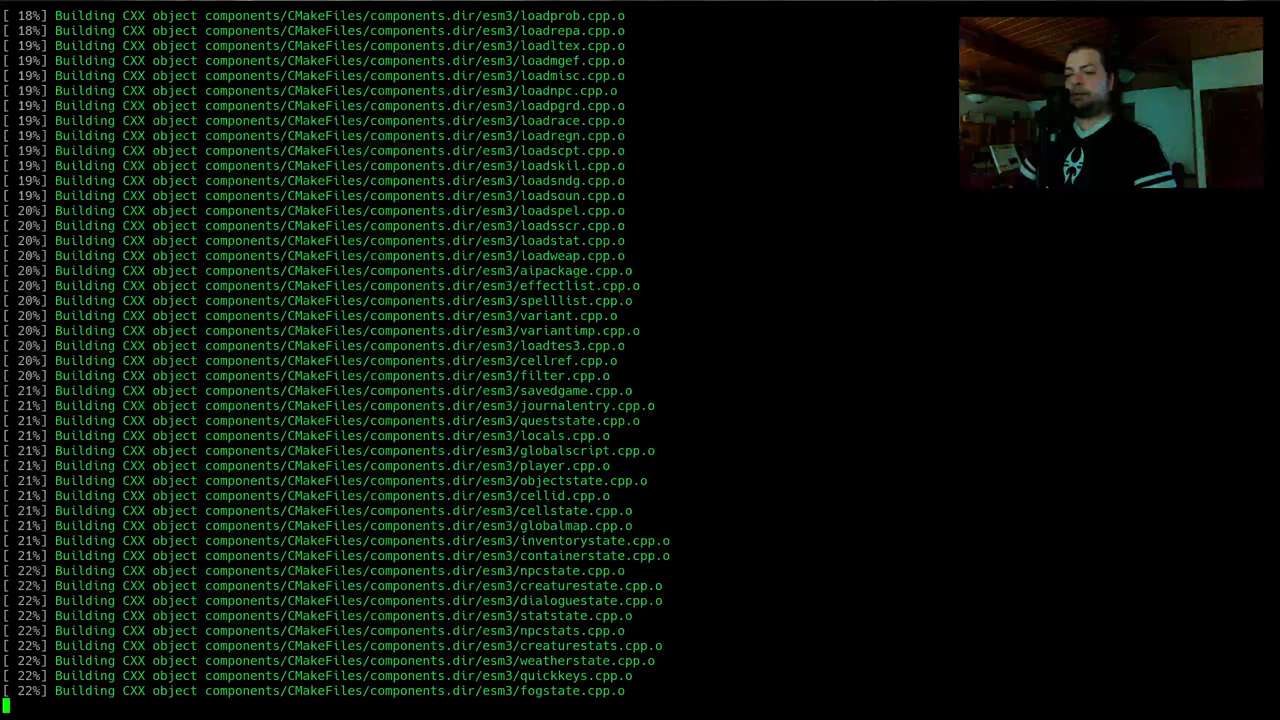 [ 18%] Building CXX object components/CMakeFiles/components.dir/esm3/loadprob.cpp.o
[ 18%] Building CXX object components/CMakeFiles/components.dir/esm3/loadrepa.cpp.o
[ 19%] Building CXX object components/CMakeFiles/components.dir/esm3/loadltex.cpp.o
[ 19%] Building CXX object components/CMakeFiles/components.dir/esm3/loadmgef.cpp.o
[ 19%] Building CXX object components/CMakeFiles/components.dir/esm3/loadmisc.cpp.o
[ 19%] Building CXX object components/CMakeFiles/components.dir/esm3/loadnpc.cpp.o
[ 19%] Building CXX object components/CMakeFiles/components.dir/esm3/loadpgrd.cpp.o
[ 19%] Building CXX object components/CMakeFiles/components.dir/esm3/loadrace.cpp.o
[ 19%] Building CXX object components/CMakeFiles/components.dir/esm3/loadregn.cpp.o
[ 19%] Building CXX object components/CMakeFiles/components.dir/esm3/loadscpt.cpp.o
[ 19%] Building CXX object components/CMakeFiles/components.dir/esm3/loadskil.cpp.o
[ 19%] Building CXX object components/CMakeFiles/components.dir/esm3/loadsndg.cpp.o
[ 19%] Building CXX object components/CMakeFiles/components.dir/esm3/loadsoun.cpp.o
[ 20%] Building CXX object components/CMakeFiles/components.dir/esm3/loadspel.cpp.o
[ 20%] Building CXX object components/CMakeFiles/components.dir/esm3/loadsscr.cpp.o
[ 20%] Building CXX object components/CMakeFiles/components.dir/esm3/loadstat.cpp.o
[ 20%] Building CXX object components/CMakeFiles/components.dir/esm3/loadweap.cpp.o
[ 20%] Building CXX object components/CMakeFiles/components.dir/esm3/aipackage.cpp.o
[ 20%] Building CXX object components/CMakeFiles/components.dir/esm3/effectlist.cpp.o
[ 20%] Building CXX object components/CMakeFiles/components.dir/esm3/spelllist.cpp.o
[ 20%] Building CXX object components/CMakeFiles/components.dir/esm3/variant.cpp.o
[ 20%] Building CXX object components/CMakeFiles/components.dir/esm3/variantimp.cpp.o
[ 20%] Building CXX object components/CMakeFiles/components.dir/esm3/loadtes3.cpp.o
[ 20%] Building CXX object components/CMakeFiles/components.dir/esm3/cellref.cpp.o
[ 20%] Building CXX object components/CMakeFiles/components.dir/esm3/filter.cpp.o
[ 21%] Building CXX object components/CMakeFiles/components.dir/esm3/savedgame.cpp.o
[ 21%] Building CXX object components/CMakeFiles/components.dir/esm3/journalentry.cpp.o
[ 21%] Building CXX object components/CMakeFiles/components.dir/esm3/queststate.cpp.o
[ 21%] Building CXX object components/CMakeFiles/components.dir/esm3/locals.cpp.o
[ 21%] Building CXX object components/CMakeFiles/components.dir/esm3/globalscript.cpp.o
[ 21%] Building CXX object components/CMakeFiles/components.dir/esm3/player.cpp.o
[ 21%] Building CXX object components/CMakeFiles/components.dir/esm3/objectstate.cpp.o
[ 21%] Building CXX object components/CMakeFiles/components.dir/esm3/cellid.cpp.o
[ 21%] Building CXX object components/CMakeFiles/components.dir/esm3/cellstate.cpp.o
[ 21%] Building CXX object components/CMakeFiles/components.dir/esm3/globalmap.cpp.o
[ 21%] Building CXX object components/CMakeFiles/components.dir/esm3/inventorystate.cpp.o
[ 21%] Building CXX object components/CMakeFiles/components.dir/esm3/containerstate.cpp.o
[ 22%] Building CXX object components/CMakeFiles/components.dir/esm3/npcstate.cpp.o
[ 22%] Building CXX object components/CMakeFiles/components.dir/esm3/creaturestate.cpp.o
[ 22%] Building CXX object components/CMakeFiles/components.dir/esm3/dialoguestate.cpp.o
[ 22%] Building CXX object components/CMakeFiles/components.dir/esm3/statstate.cpp.o
[ 22%] Building CXX object components/CMakeFiles/components.dir/esm3/npcstats.cpp.o
[ 22%] Building CXX object components/CMakeFiles/components.dir/esm3/creaturestats.cpp.o
[ 22%] Building CXX object components/CMakeFiles/components.dir/esm3/weatherstate.cpp.o
[ 22%] Building CXX object components/CMakeFiles/components.dir/esm3/quickkeys.cpp.o
[ 22%] Building CXX object components/CMakeFiles/components.dir/esm3/fogstate.cpp.o